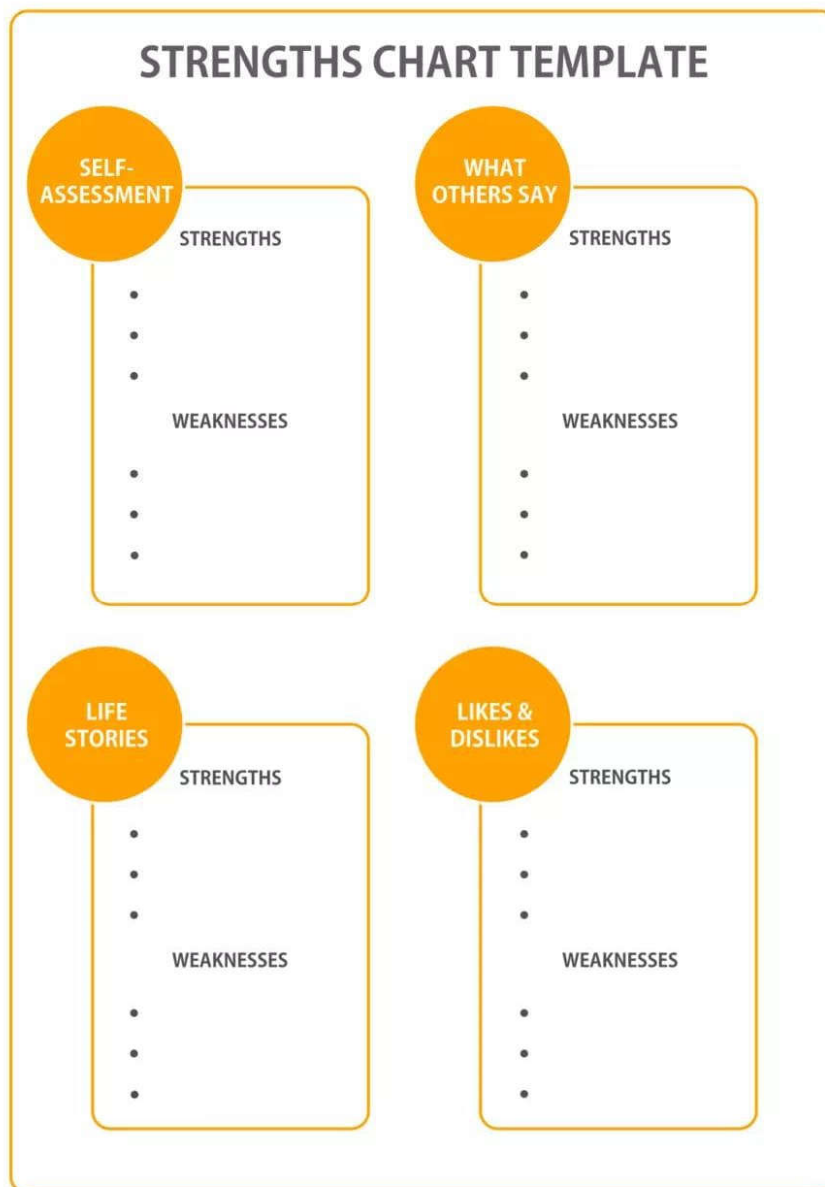 STRENGTHS CHART TEMPLATE
SELF-
ASSESSMENT
STRENGTHS
•
•
•
WEAKNESSES
•
•
•
WHAT
OTHERS SAY
STRENGTHS
•
•
•
WEAKNESSES
•
•
•
LIFE
STORIES
STRENGTHS
•
•
•
WEAKNESSES
•
•
•
LIKES &
DISLIKES
STRENGTHS
•
•
•
WEAKNESSES
•
•
•